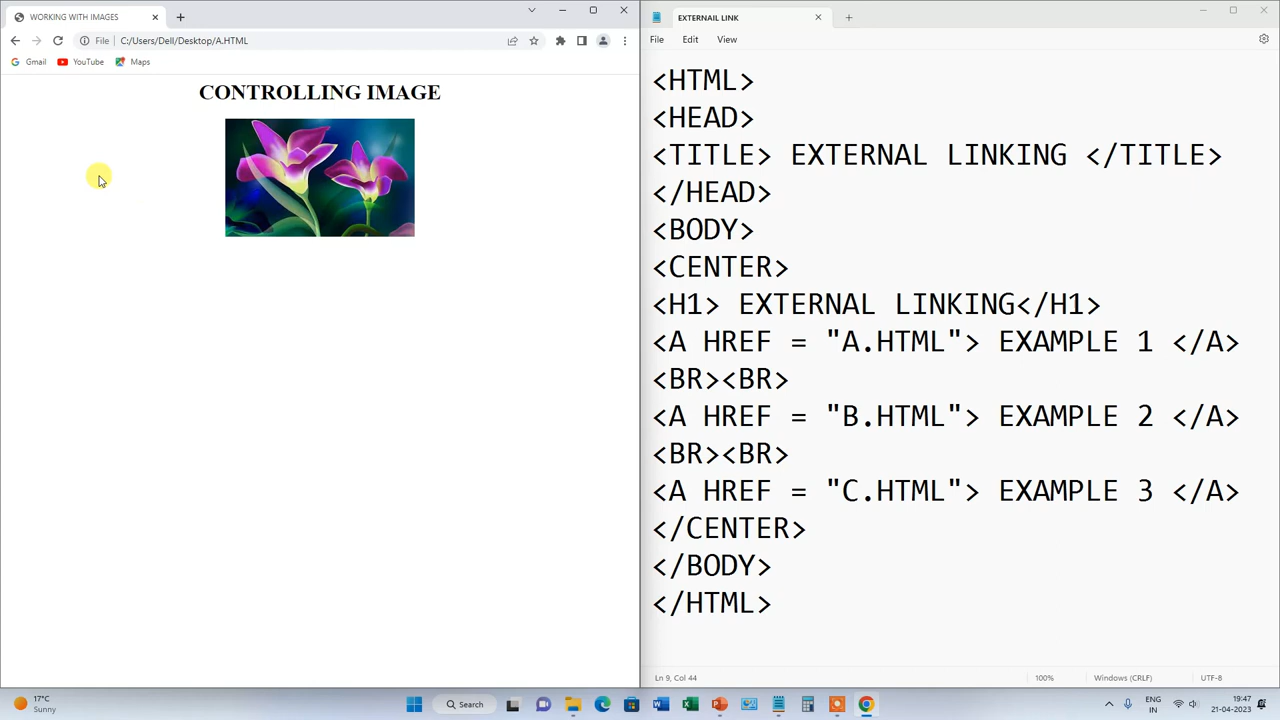 WORKING WITH IMAGES
File C:/Users/Dell/Desktop/A.HTML
Gmail YouTube Maps
CONTROLLING IMAGE
EXTERNAIL LINK
File Edit View
<HTML>
<HEAD>
<TITLE> EXTERNAL LINKING </TITLE>
</HEAD>
<BODY>
<CENTER>
<H1> EXTERNAL LINKING</H1>
<A HREF = "A.HTML"> EXAMPLE 1 </A>
<BR><BR>
<A HREF = "B.HTML"> EXAMPLE 2 </A>
<BR><BR>
<A HREF = "C.HTML"> EXAMPLE 3 </A>
</CENTER>
</BODY>
</HTML>
Ln 9, Col 44 100% Windows (CRLF) UTF-8
17°C
Sunny
Search
ENG
IN
19:47
21-04-2023